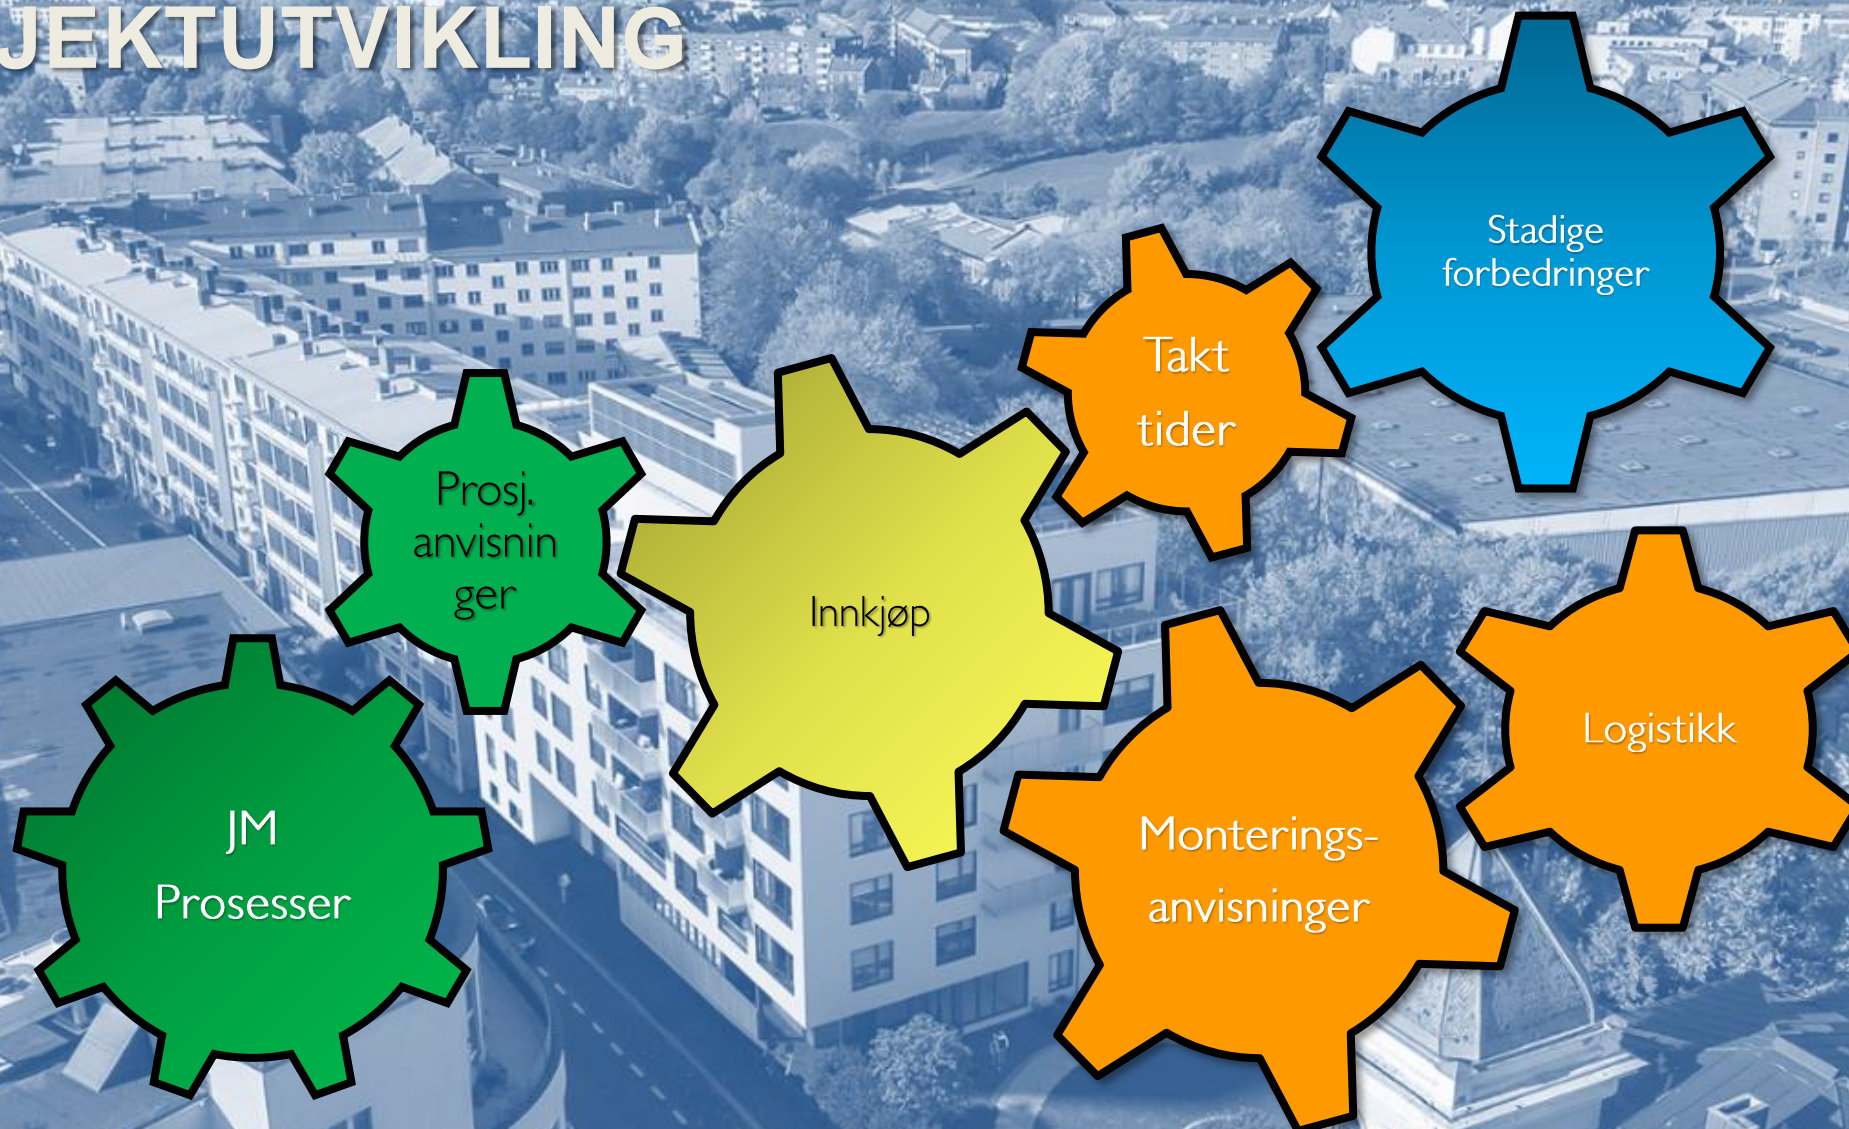 JEKTUTVIKLING
Stadige
forbedringer
Takt
tider
Prosj.
anvisnin
ger
Innkjøp
Logistikk
JM
Prosesser
Monterings-
anvisninger